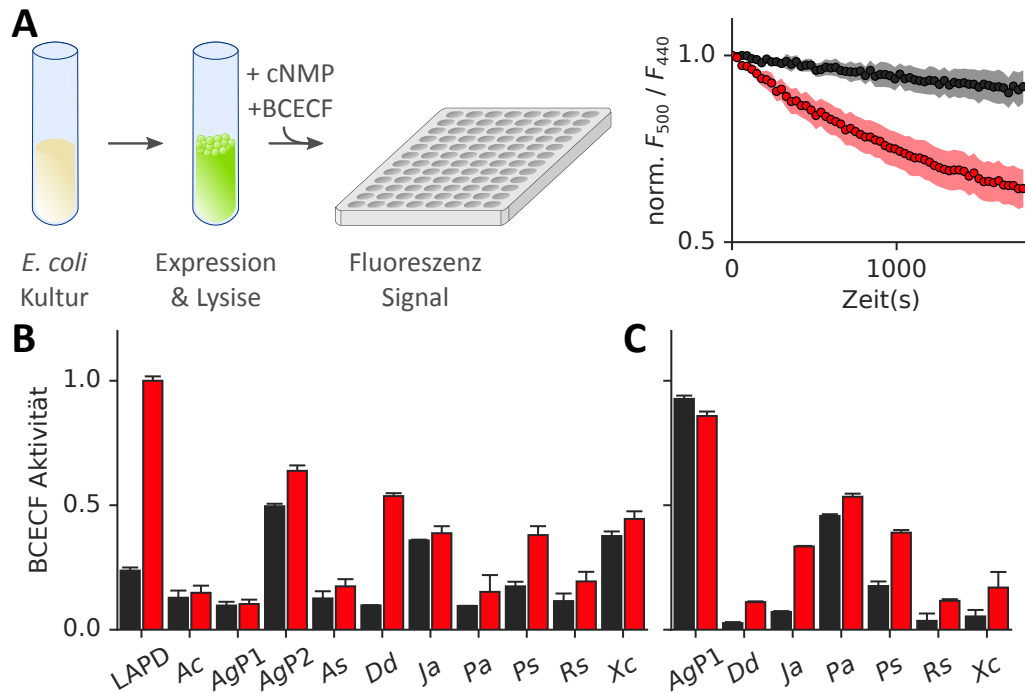 A
+ cNMP
+BCECF
E. coli
Kultur
Expression
& Lysise
Fluoreszenz
Signal
norm. F500 / F440
1.0
0.5
0
1000
Zeit(s)
B
BCECF Aktivität
1.0
0.5
0.0
LAPD
Ac
AgP1
AgP2
As
Dd
Ja
Pa
Ps
Rs
Xc
C
AgP1
Dd
Ja
Pa
Ps
Rs
Xc